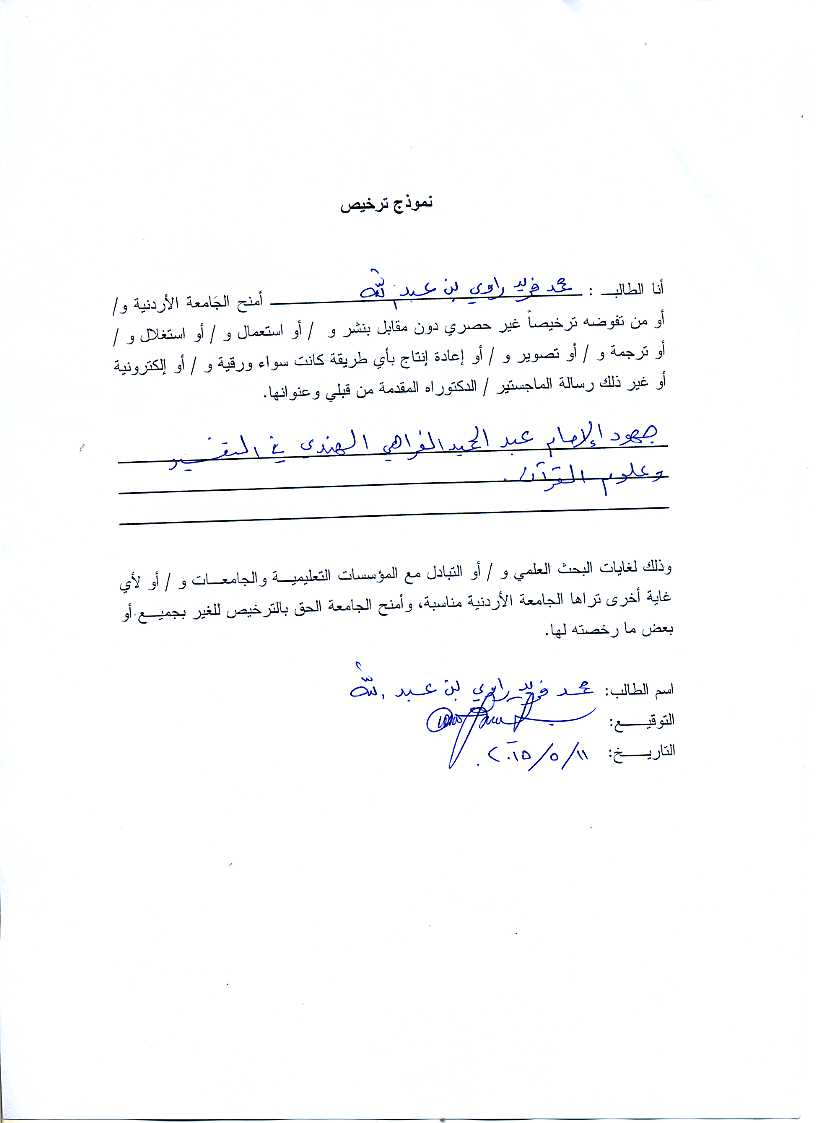 نموذج ترخيص
أنا الطالب : محمد فريد راوي بن عبد الله أمنح الجامعة الأردنية و/
أو من تفوضه ترخيصاً غير حصري دون مقابل بنشر و / أو استعمال و / أو استغلال و /
أو ترجمة و / أو تصوير و / أو إعادة إنتاج بأي طريقة كانت سواء ورقية و / أو إلكترونية
أو غير ذلك رسالة الماجستير / الدكتوراه المقدمة من قبلي وعنوانها.
جهود الإمام عبد الحميد الفراهي الهندي في التفسير
وعلوم القرآن.
وذلك لغايات البحث العلمي و / أو التبادل مع المؤسسات التعليمية والجامعات و / أو لأي
غاية أخرى تراها الجامعة الأردنية مناسبة، وأمنح الجامعة الحق بالترخيص للغير بجميع أو
بعض ما رخصته لها.
اسم الطالب: محمد فريد راوي بن عبد الله
التوقيع:
التاريخ: ٢٠١٥/٥/١١.